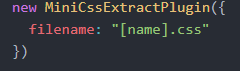 new MiniCssExtractPlugin({
  filename: "[name].css"
})